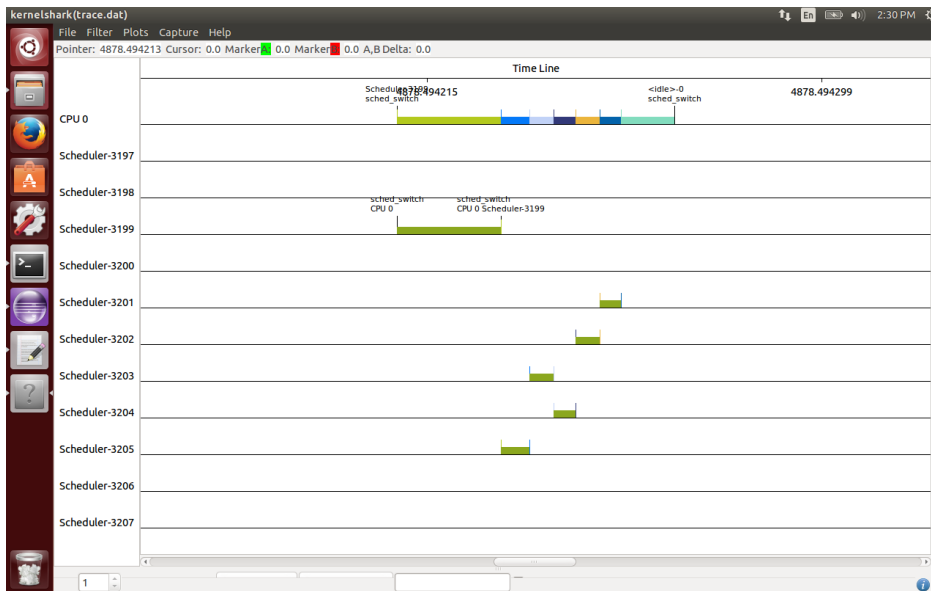 kernelshark(trace.dat)
En
2:30 PM
File Filter Plots Capture Help
Pointer: 4878.494213 Cursor: 0.0 MarkerA: 0.0 Marker 0.0 A,B Delta: 0.0
Time Line
4878.494215
<idle>-0
4878.494299
sched_switch
sched_switch
CPU 0
Scheduler-3197
Scheduler-3198
sched_switch
sched_switch
CPU 0
CPU 0 Scheduler-3199
Scheduler-3199
Scheduler-3200
Scheduler-3201
Scheduler-3202
Scheduler-3203
Scheduler-3204
Scheduler-3205
Scheduler-3206
Scheduler-3207
1